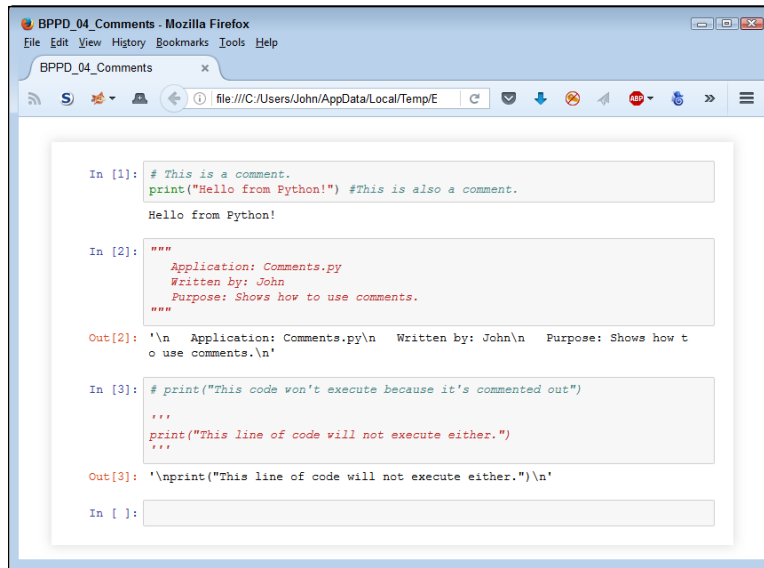 BPPD_04_Comments - Mozilla Firefox
File Edit View History Bookmarks Tools Help
BPPD_04_Comments ×
S file:///C:/Users/John/AppData/Local/Temp/E ABP
In [1]: # This is a comment.
print("Hello from Python!") #This is also a comment.
Hello from Python!
In [2]: """
Application: Comments.py
Written by: John
Purpose: Shows how to use comments.
"""
Out[2]: '\n   Application: Comments.py\n   Written by: John\n   Purpose: Shows how t
o use comments.\n'
In [3]: # print("This code won't execute because it's commented out")
'''
print("This line of code will not execute either.")
'''
Out[3]: '\nprint("This line of code will not execute either.")\n'
In [ ]: